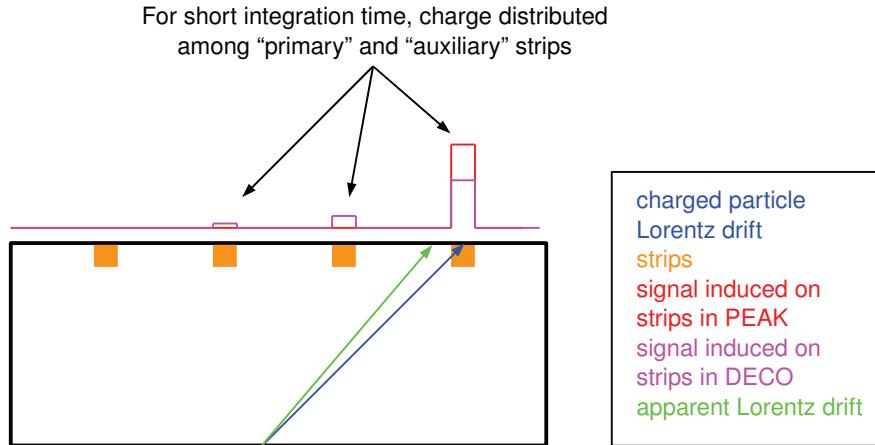 For short integration time, charge distributed
among “primary” and “auxiliary” strips
charged particle
Lorentz drift
strips
signal induced on
strips in PEAK
signal induced on
strips in DECO
apparent Lorentz drift